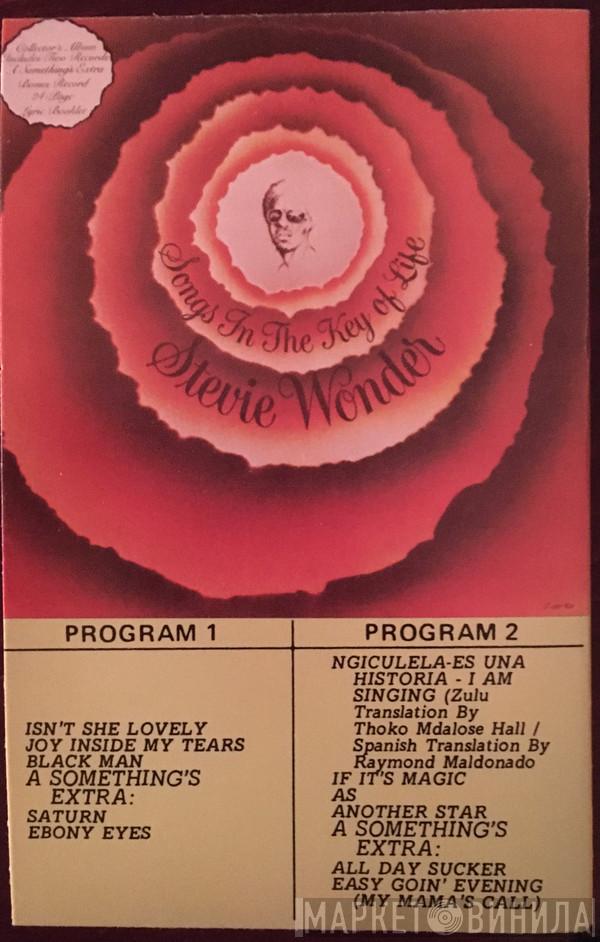 Collector's Album
Includes Two Records
A Something's Extra
Bonus Record
24 Page
Lyric Booklet
Songs In The Key of Life
Stevie Wonder
PROGRAM 1
ISN'T SHE LOVELY
JOY INSIDE MY TEARS
BLACK MAN
A SOMETHING'S
EXTRA:
SATURN
EBONY EYES
PROGRAM 2
NGICULELA-ES UNA
HISTORIA - I AM
SINGING (Zulu
Translation By
Thoko Mdalose Hall /
Spanish Translation By
Raymond Maldonado
IF IT'S MAGIC
AS
ANOTHER STAR
A SOMETHING'S
EXTRA:
ALL DAY SUCKER
EASY GOIN' EVENING
(MY MAMA'S CALL)
МАРКЕТ ВИНИЛА